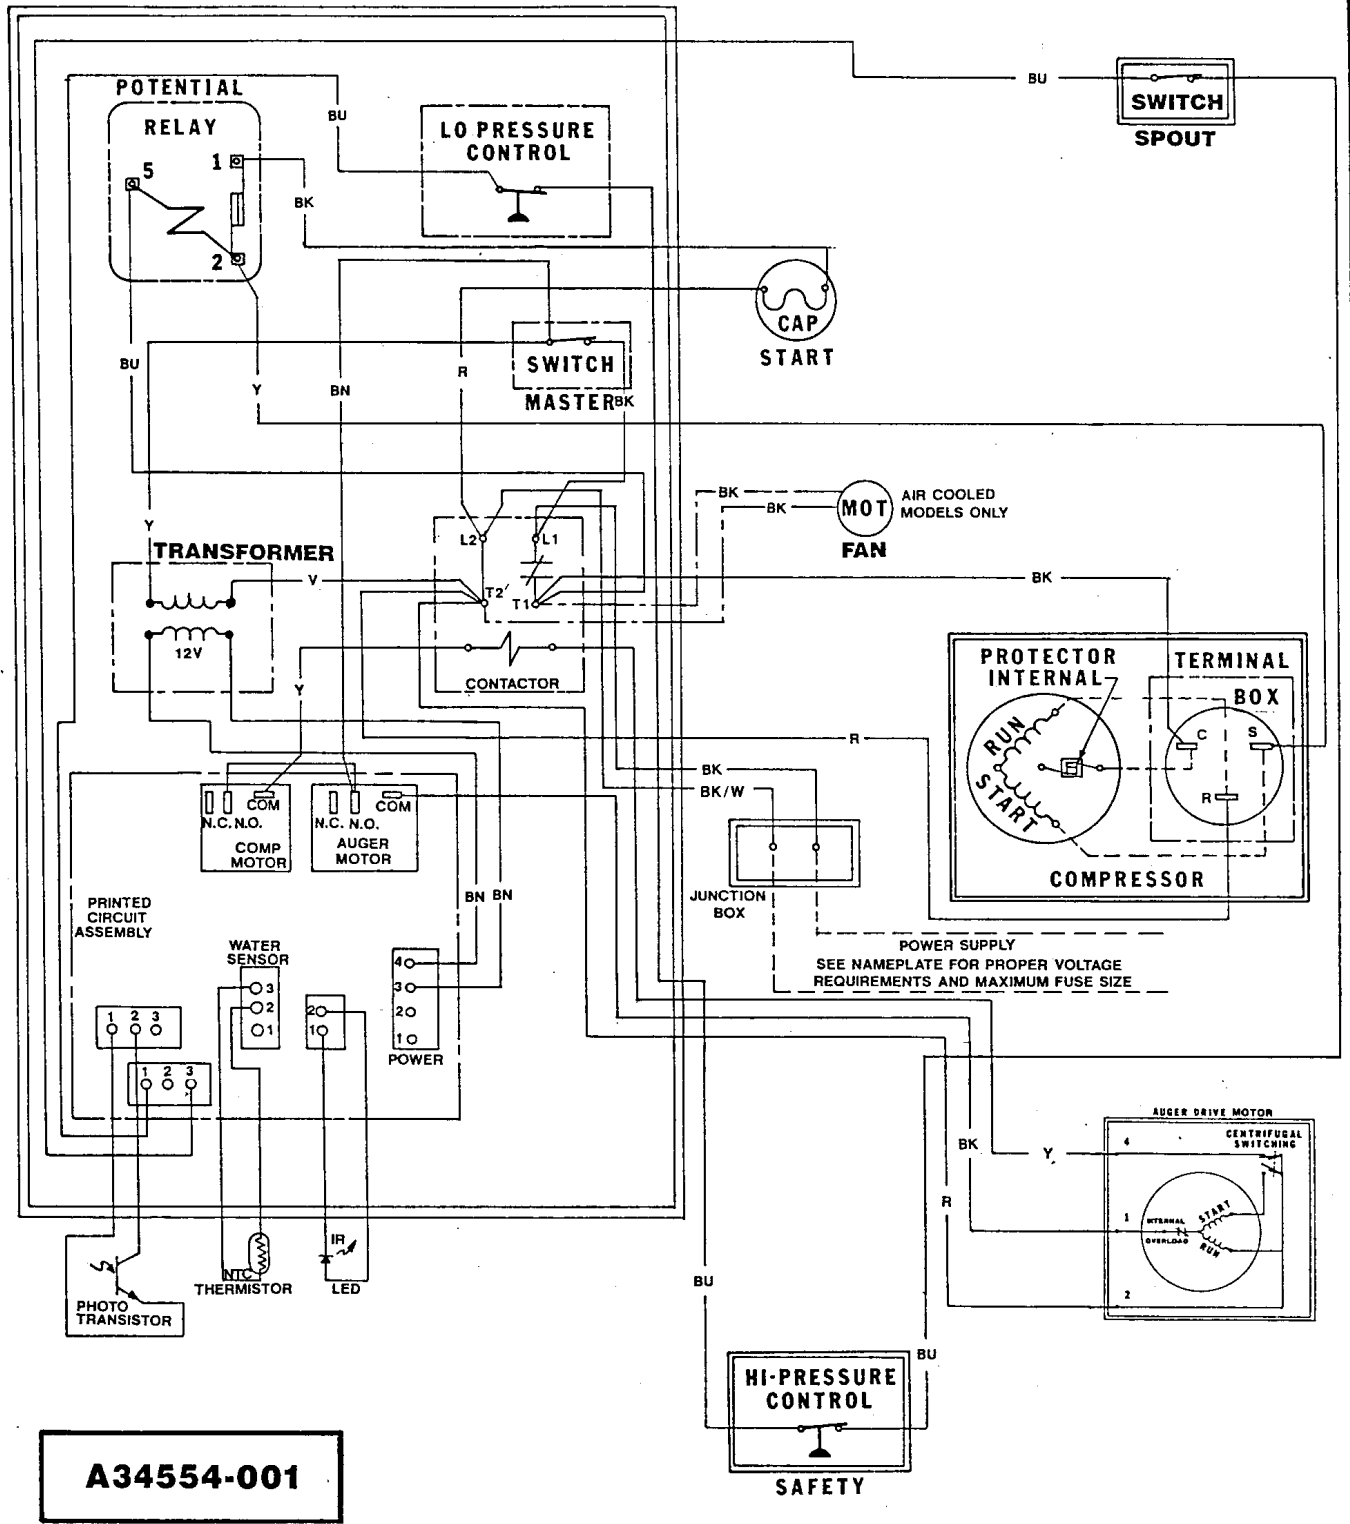 POTENTIAL
RELAY
1
5
2
BU
LO PRESSURE
CONTROL
BU
SWITCH
SPOUT
BK
CAP
START
BU
Y
BN
R
SWITCH
MASTER
BK
Y
BK
BK
MOT
FAN
AIR COOLED
MODELS ONLY
TRANSFORMER
V
L2
L1
T2
T1
BK
12V
Y
CONTACTOR
PROTECTOR
INTERNAL
TERMINAL
BOX
RUN
START
C
S
R
COMPRESSOR
R
BK
BK/W
COM
N.C. N.O.
COMP
MOTOR
COM
N.C. N.O.
AUGER
MOTOR
JUNCTION
BOX
BN BN
PRINTED
CIRCUIT
ASSEMBLY
WATER
SENSOR
3
2
1
2
1
4
3
2
1
POWER
1 2 3
1 2 3
POWER SUPPLY
SEE NAMEPLATE FOR PROPER VOLTAGE
REQUIREMENTS AND MAXIMUM FUSE SIZE
AUGER DRIVE MOTOR
CENTRIFUGAL
SWITCHING
4
BK
Y
R
1
INTERNAL
OVERLOAD
START
RUN
2
PHOTO
TRANSISTOR
NTC
THERMISTOR
IR
LED
BU
BU
HI-PRESSURE
CONTROL
SAFETY
A34554-001